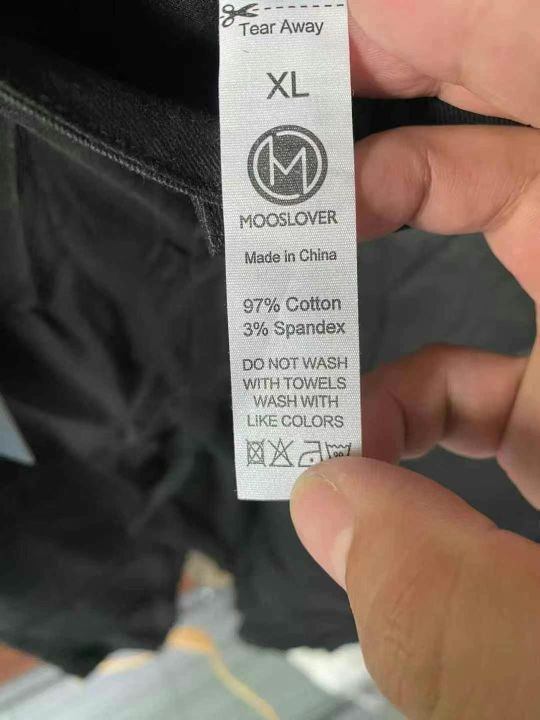 Tear Away
XL
M
MOOSLOVER
Made in China
97% Cotton
3% Spandex
DO NOT WASH
WITH TOWELS
WASH WITH
LIKE COLORS